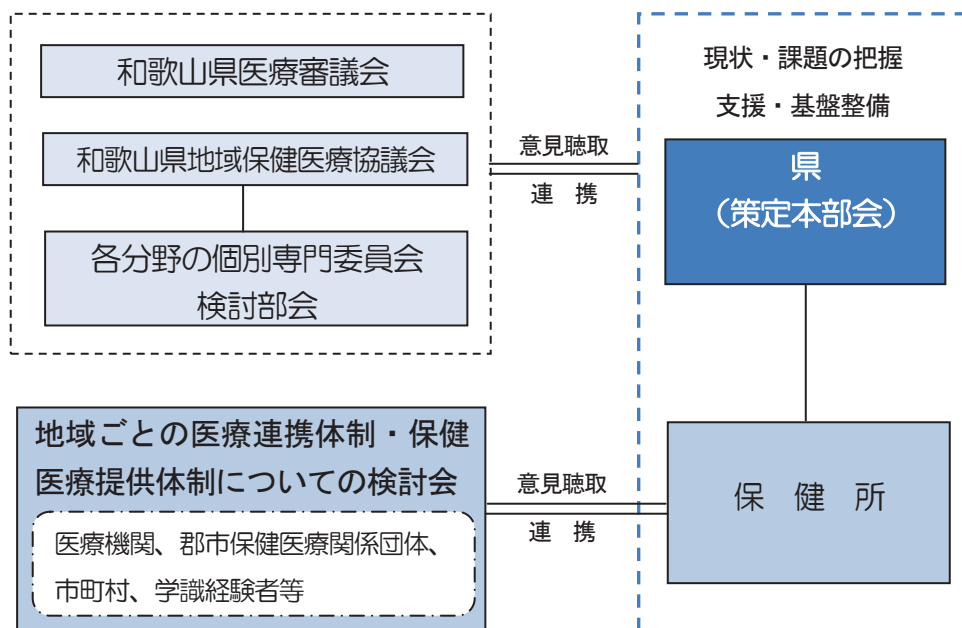 和歌山県医療審議会
和歌山県地域保健医療協議会
各分野の個別専門委員会
検討部会
意見聴取
連　携
現状・課題の把握
支援・基盤整備
県
（策定本部会）
地域ごとの医療連携体制・保健
医療提供体制についての検討会
医療機関、郡市保健医療関係団体、
市町村、学識経験者等
意見聴取
連　携
保　健　所